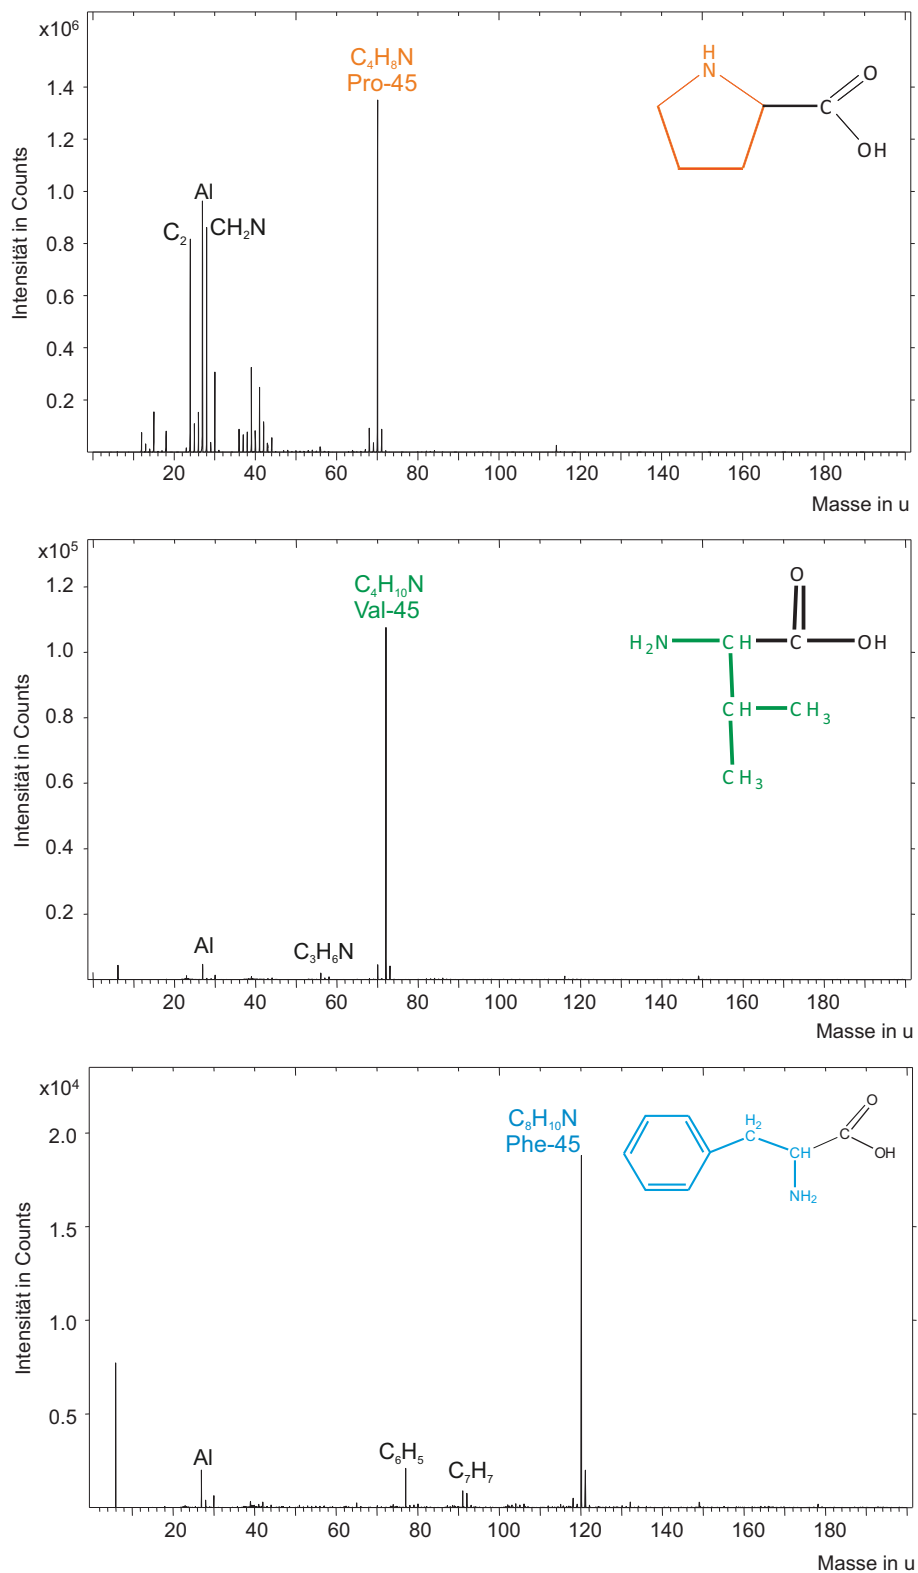 x10⁶
C₄H₈N
Pro-45
H
N
O
C
OH
1.4
1.2
1.0
0.8
0.6
0.4
0.2
Al
C₂
CH₂N
Intensität in Counts
20 40 60 80 100 120 140 160 180
Masse in u
x10⁵
C₄H₁₀N
Val-45
O
H₂N CH C OH
CH CH₃
CH₃
1.2
1.0
0.8
0.6
0.4
0.2
Al
C₃H₆N
Intensität in Counts
20 40 60 80 100 120 140 160 180
Masse in u
x10⁴
C₈H₁₀N
Phe-45
H₂
O
C
C
CH
OH
NH₂
2.0
1.5
1.0
0.5
Al
C₆H₅
C₇H₇
Intensität in Counts
20 40 60 80 100 120 140 160 180
Masse in u